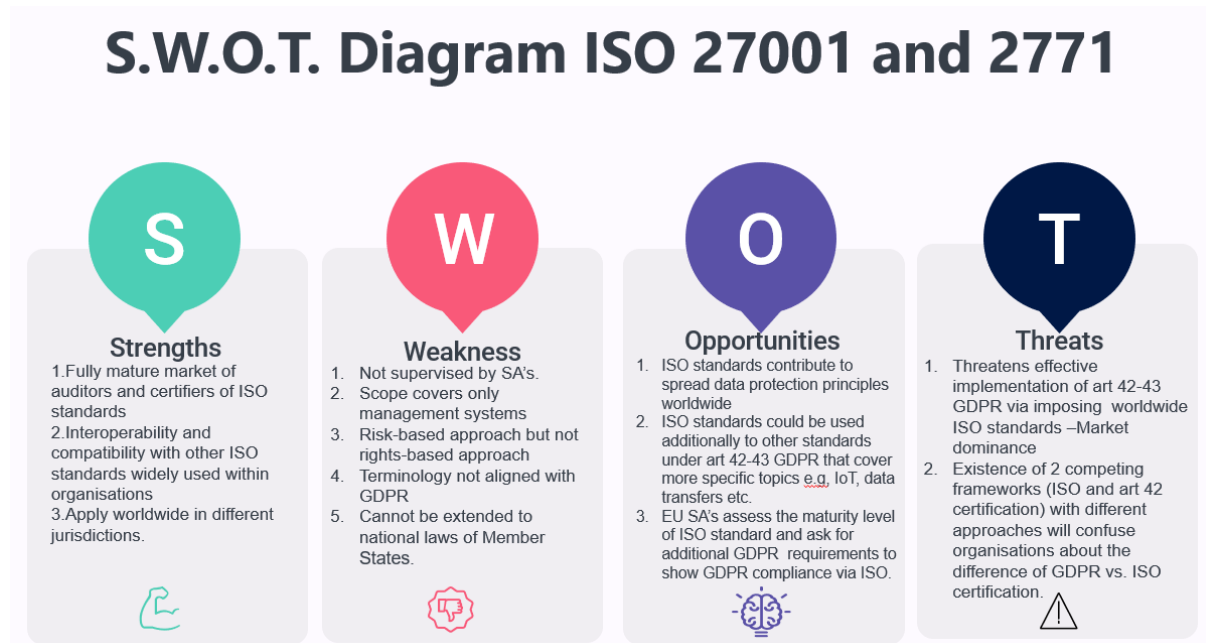 S.W.O.T. Diagram ISO 27001 and 2771
S
Strengths
1.Fully mature market of
auditors and certifiers of ISO
standards
2.Interoperability and
compatibility with other ISO
standards widely used within
organisations
3.Apply worldwide in different
jurisdictions.
W
Weakness
1. Not supervised by SA’s.
2. Scope covers only
management systems
3. Risk-based approach but not
rights-based approach
4. Terminology not aligned with
GDPR
5. Cannot be extended to
national laws of Member
States.
O
Opportunities
1. ISO standards contribute to
spread data protection principles
worldwide
2. ISO standards could be used
additionally to other standards
under art 42-43 GDPR that cover
more specific topics e.g, IoT, data
transfers etc.
3. EU SA’s assess the maturity level
of ISO standard and ask for
additional GDPR requirements to
show GDPR compliance via ISO.
T
Threats
1. Threatens effective
implementation of art 42-43
GDPR via imposing worldwide
ISO standards –Market
dominance
2. Existence of 2 competing
frameworks (ISO and art 42
certification) with different
approaches will confuse
organisations about the
difference of GDPR vs. ISO
certification.